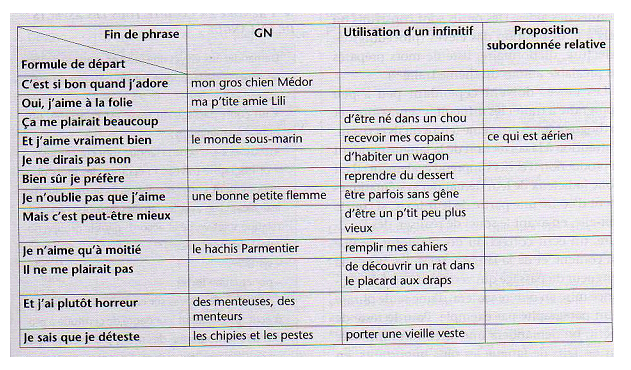 Fin de phrase GN Utilisation d'un infinitif Proposition
subordonnée relative
Formule de départ
C'est si bon quand j'adore mon gros chien Médor
Oui, j'aime à la folie ma p'tite amie Lili
Ça me plairait beaucoup d'être né dans un chou
Et j'aime vraiment bien le monde sous-marin recevoir mes copains ce qui est aérien
Je ne dirais pas non d'habiter un wagon
Bien sûr je préfère reprendre du dessert
Je n'oublie pas que j'aime une bonne petite flemme être parfois sans gêne
Mais c'est peut-être mieux d'être un p'tit peu plus
vieux
Je n'aime qu'à moitié le hachis Parmentier remplir mes cahiers
Il ne me plairait pas de découvrir un rat dans
le placard aux draps
Et j'ai plutôt horreur des menteuses, des
menteurs
Je sais que je déteste les chipies et les pestes porter une vieille veste